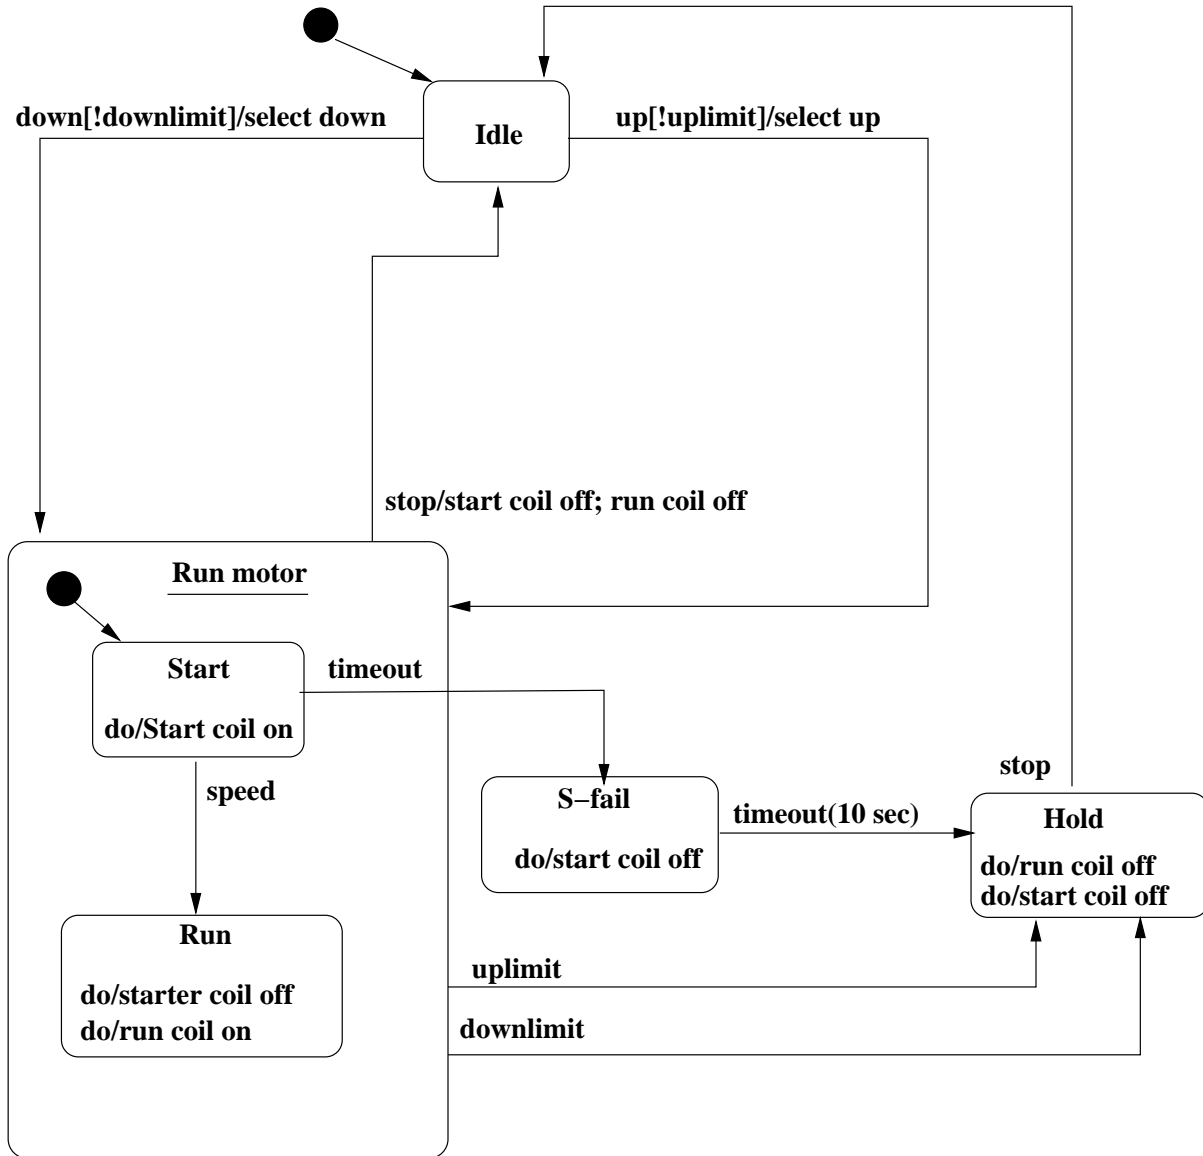 down[!downlimit]/select down
up[!uplimit]/select up
Idle
stop/start coil off; run coil off
Run motor
Start
do/Start coil on
timeout
speed
S−fail
do/start coil off
timeout(10 sec)
stop
Hold
do/run coil off
do/start coil off
Run
do/starter coil off
do/run coil on
uplimit
downlimit